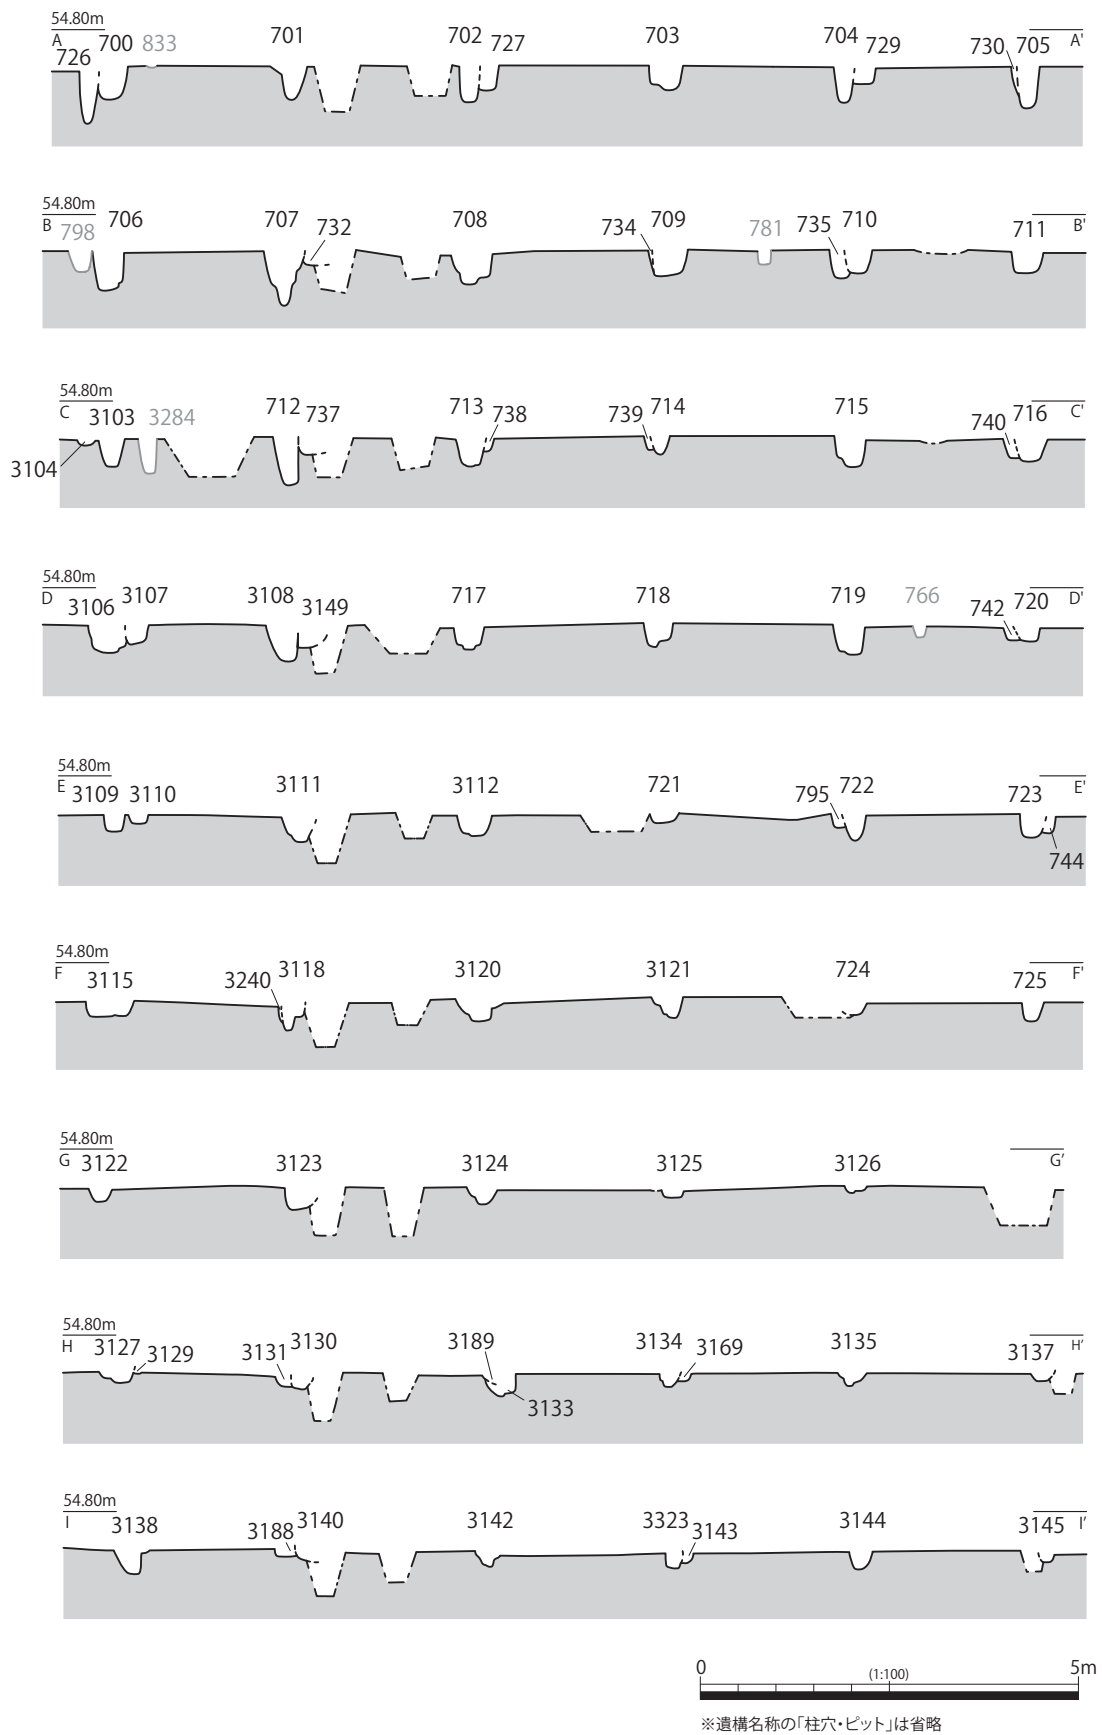 54.80m
A 726 700 833 701 702 727 703 704 729 730 705 A'
54.80m
B 798 706 707 732 708 734 709 781 735 710 711 B'
54.80m
C 3104 3103 3284 712 737 713 738 739 714 715 740 716 C'
54.80m
D 3106 3107 3108 3149 717 718 719 766 742 720 D'
54.80m
E 3109 3110 3111 3112 721 795 722 723 744 E'
54.80m
F 3115 3240 3118 3120 3121 724 725 F'
54.80m
G 3122 3123 3124 3125 3126 G'
54.80m
H 3127 3129 3131 3130 3189 3133 3134 3169 3135 3137 H'
54.80m
I 3138 3188 3140 3142 3323 3143 3144 3145 I'
0 (1:100) 5m
※遺構名称の「柱穴・ピット」は省略